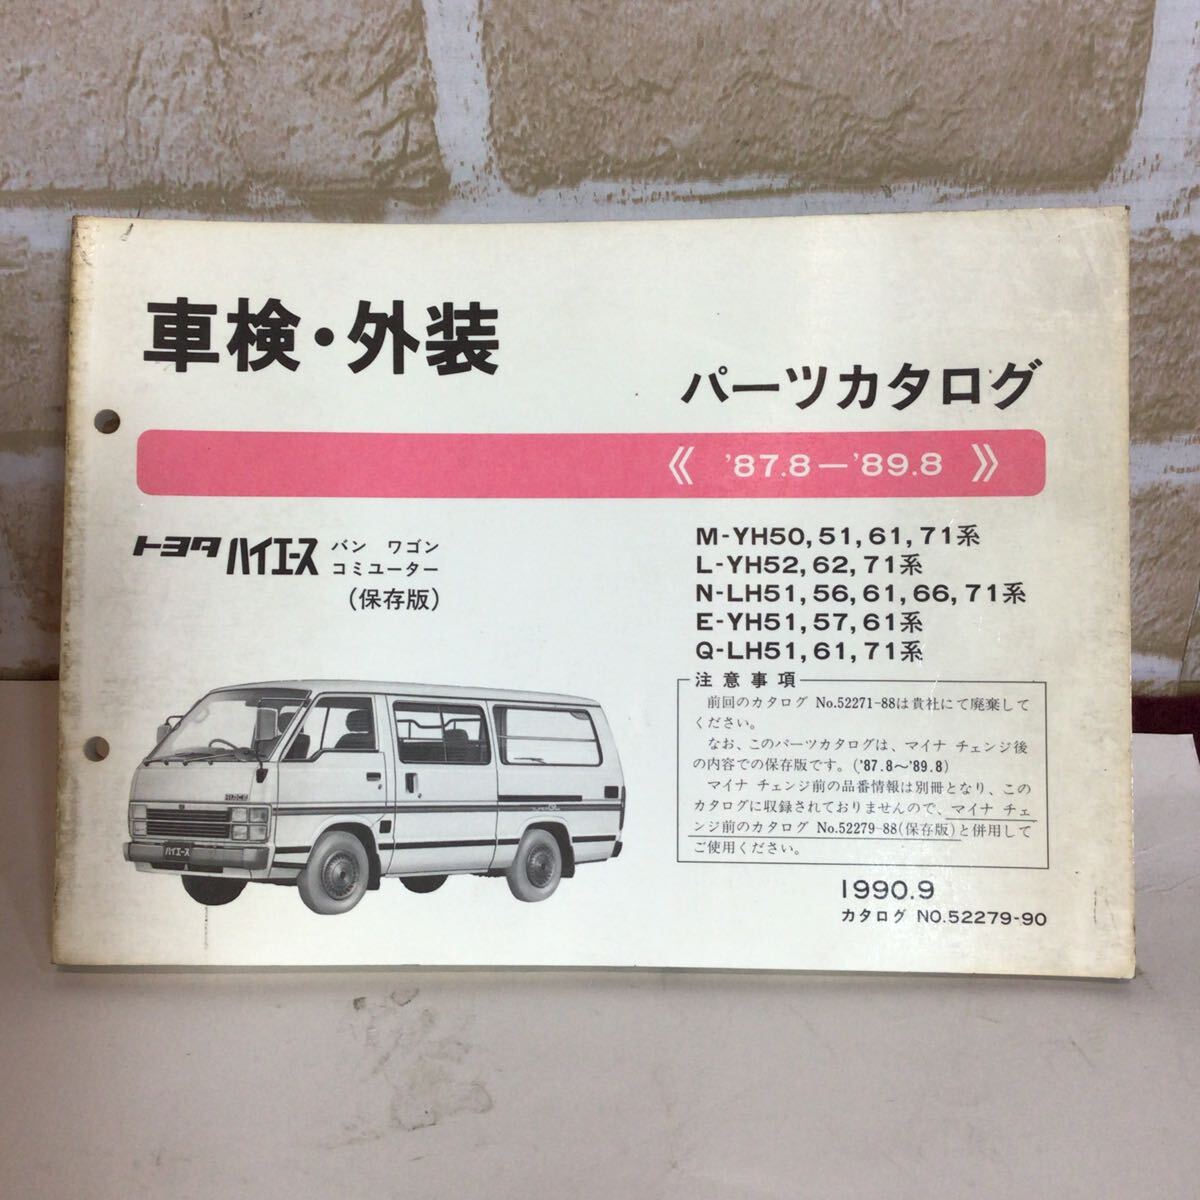 車検・外装
パーツカタログ
《 '87.8—'89.8 》
トヨタ ハイエース バン ワゴン
コミューター
(保存版)
M-YH50, 51, 61, 71系
L-YH52, 62, 71系
N-LH51, 56, 61, 66, 71系
E-YH51, 57, 61系
Q-LH51, 61, 71系
注意事項
前回のカタログ No.52271-88は貴社にて廃棄して
ください。
なお、このパーツカタログは、マイナ チェンジ後
の内容での保存版です。('87.8〜'89.8)
マイナ チェンジ前の品番情報は別冊となり、この
カタログに収録されておりませんので、マイナ チェ
ンジ前のカタログ No.52279-88(保存版)と併用して
ご使用ください。
HIACE
ハイエース
1990.9
カタログ NO.52279-90